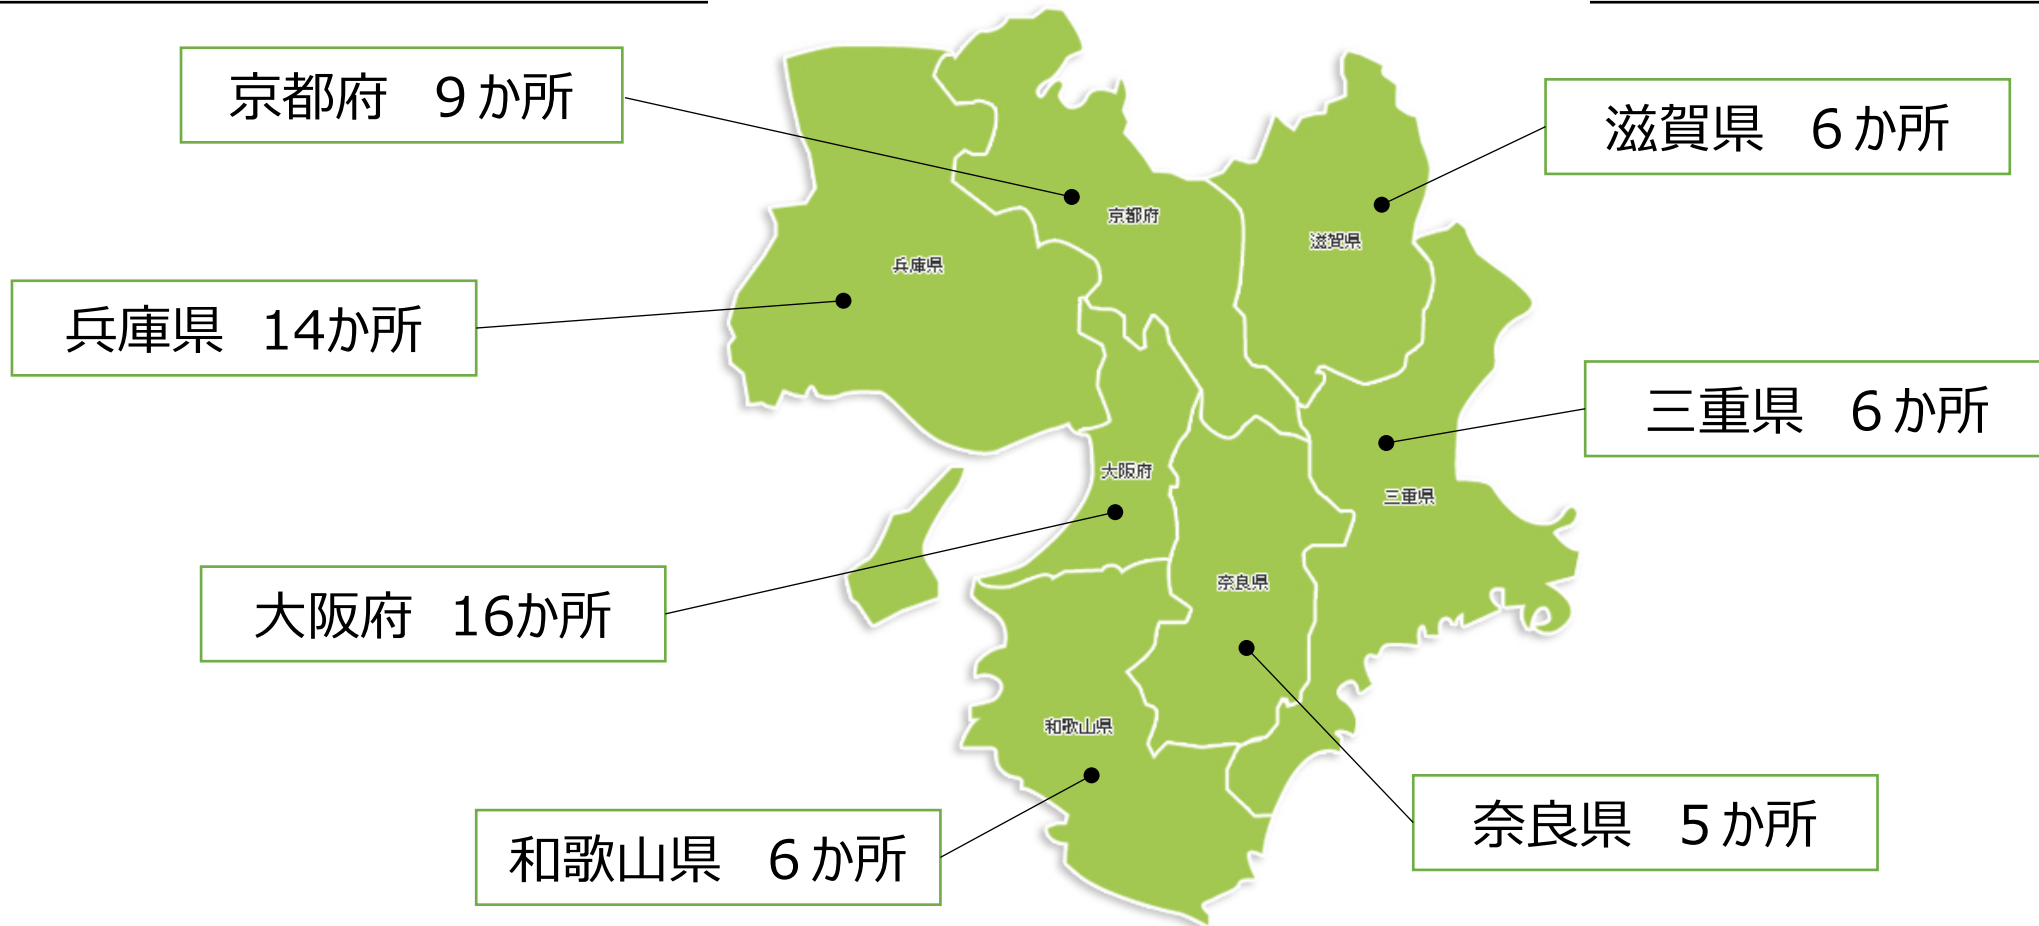 京都府　9か所
滋賀県　6か所
京都府
滋賀県
兵庫県
兵庫県　14か所
三重県　6か所
大阪府
三重県
大阪府　16か所
奈良県
和歌山県
奈良県　5か所
和歌山県　6か所